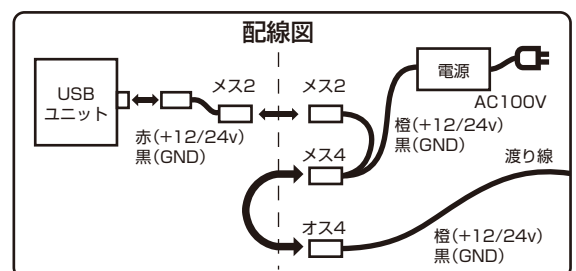 配線図
USB
ユニット
メス2
メス2
電源
AC100V
赤(+12/24v)
黒(GND)
橙(+12/24v)
黒(GND)
メス4
渡り線
オス4
橙(+12/24v)
黒(GND)